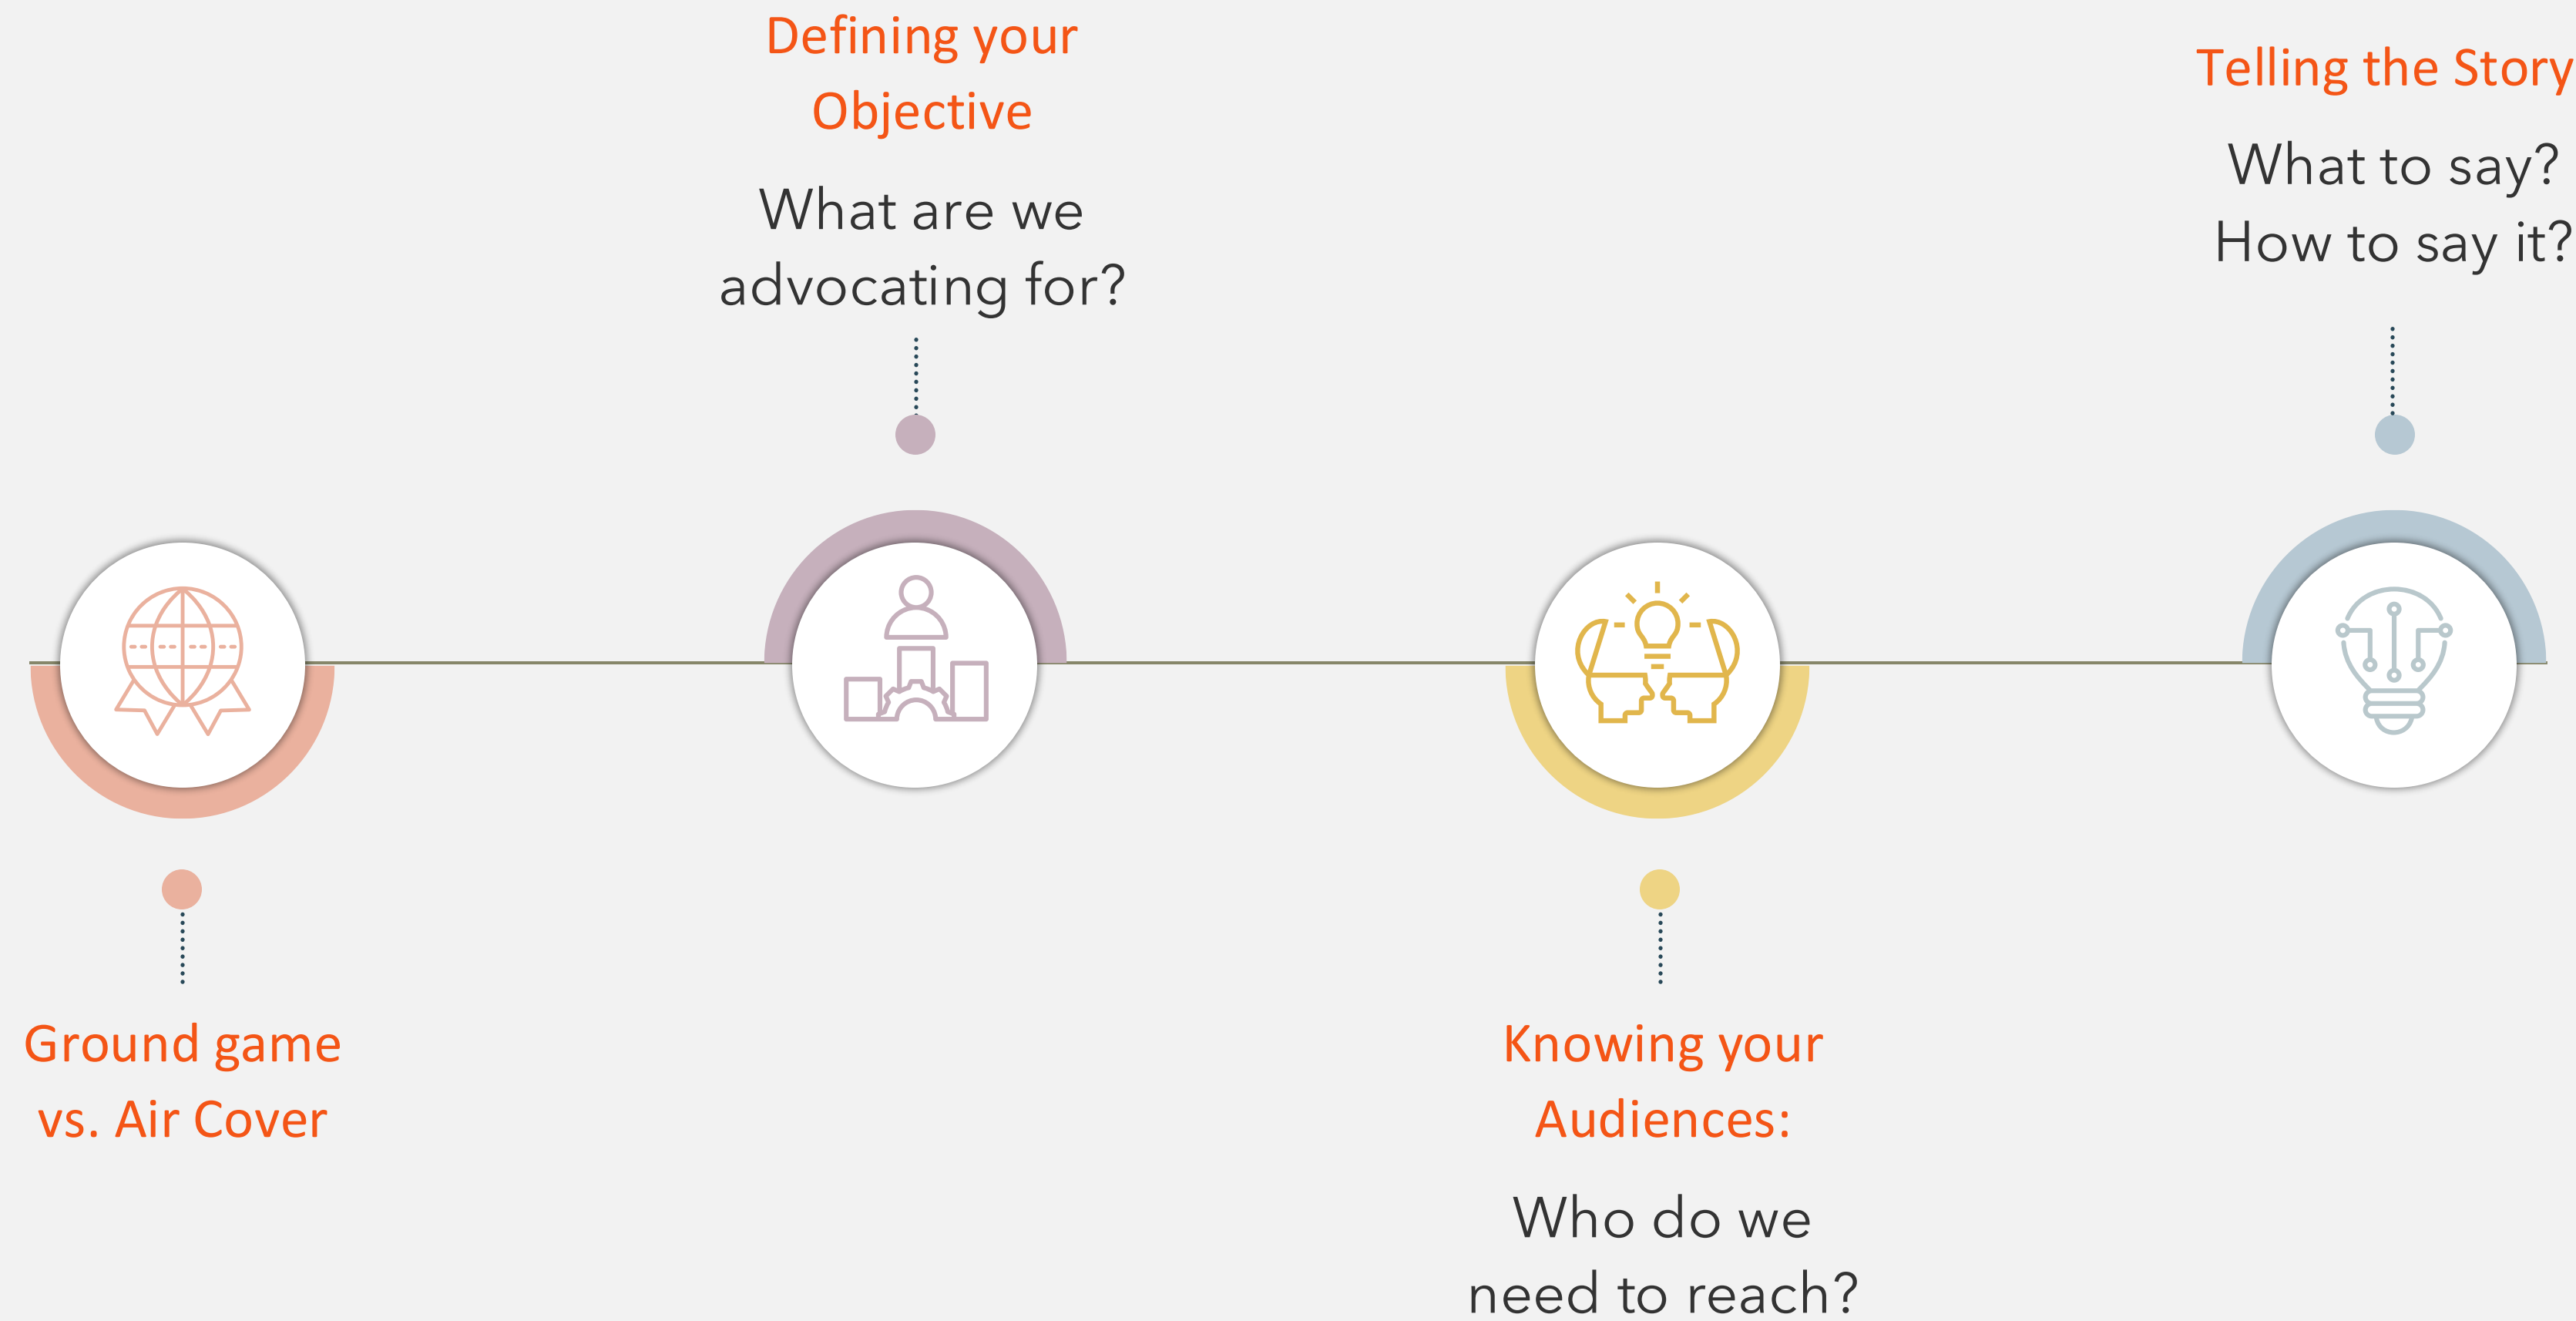 Ground game
vs. Air Cover
Defining your
Objective
What are we
advocating for?
Knowing your
Audiences:
Who do we
need to reach?
Telling the Story
What to say?
How to say it?